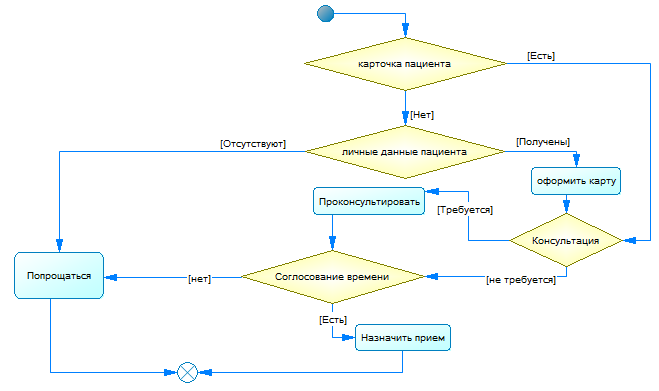 карточка пациента
[Есть]
[Нет]
[Отсутствуют]
личные данные пациента
[Получены]
оформить карту
Проконсультировать
[Требуется]
Консультация
Попрощаться
[нет]
Соглосование времени
[не требуется]
[Есть]
Назначить прием